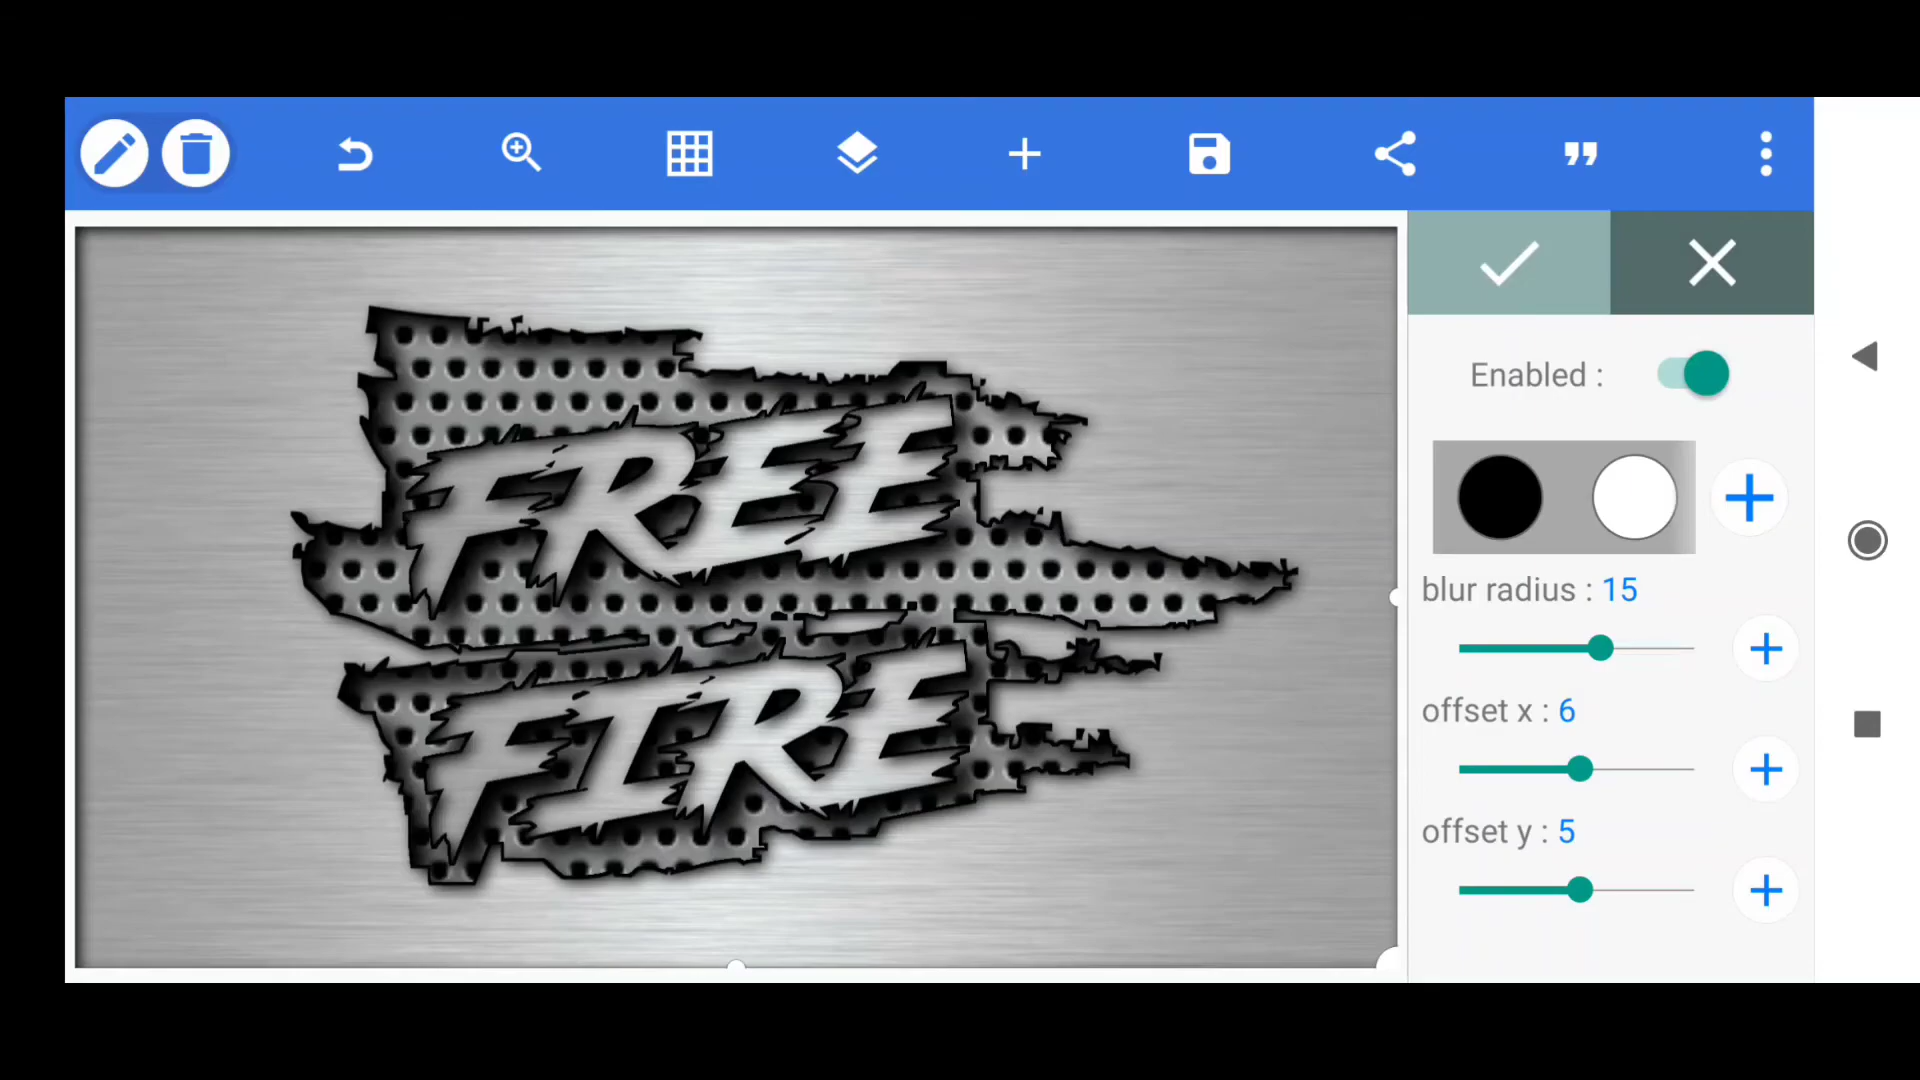 Enabled :
blur radius : 15
offset x : 6
offset y : 5
FREE
FIRE